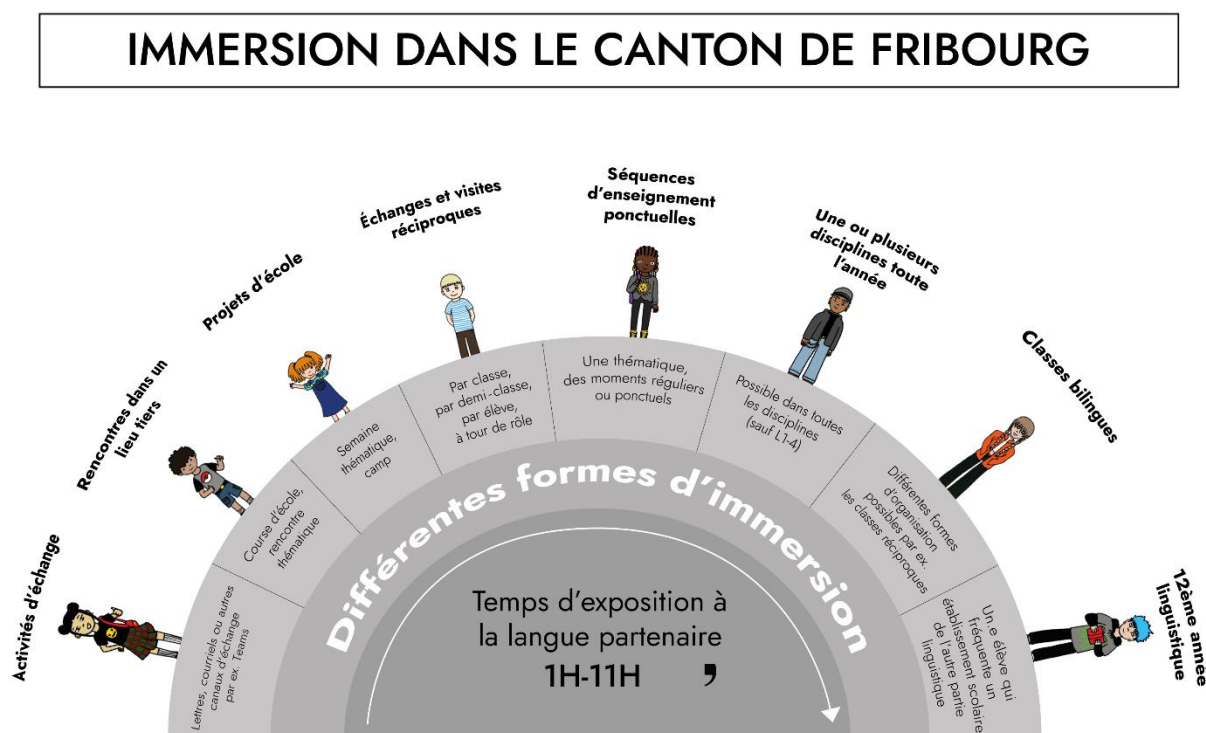 IMMERSION DANS LE CANTON DE FRIBOURG
Activités d'échange
Lettres, courriels ou autres
canaux d'échange
par ex. Teams
Rencontres dans un
lieu tiers
Course d'école,
rencontre
thématique
Projets d'école
Semaine
thématique,
camp
Échanges et visites
réciproques
Par classe,
par demi-classe,
par élève,
à tour de rôle
Séquences
d'enseignement
ponctuelles
Une thématique,
des moments réguliers
ou ponctuels
Une ou plusieurs
disciplines toute
l'année
Possible dans toutes
les disciplines
(sauf L1-4)
Classes bilingues
Différentes formes
d'organisation
possibles par ex.
les classes réciproques
12ème année
linguistique
Un.e élève qui
fréquente un
établissement scolaire
de l'autre partie
linguistique
Différentes formes d'immersion
Temps d'exposition à
la langue partenaire
1H-11H ❜